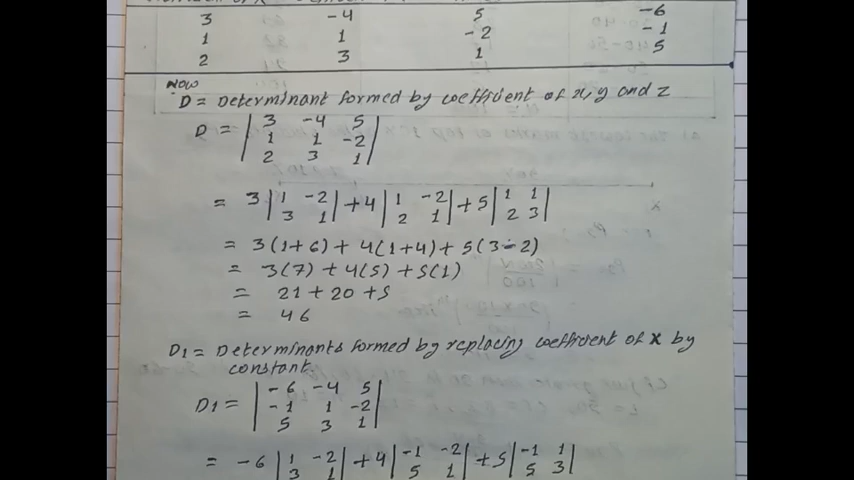 3 -4 5 -6
1 1 -2 -1
2 3 1 5
Now
D = Determinant formed by coefficient of x, y and z
D = | 3 -4 5 |
| 1 1 -2 |
| 2 3 1 |
= 3 | 1 -2 | + 4 | 1 -2 | + 5 | 1 1 |
| 3 1 | | 2 1 | | 2 3 |
= 3(1+6) + 4(1+4) + 5(3-2)
= 3(7) + 4(5) + 5(1)
= 21 + 20 + 5
= 46
D1 = Determinants formed by replacing coefficient of x by
constant.
D1 = | -6 -4 5 |
| -1 1 -2 |
| 5 3 1 |
= -6 | 1 -2 | + 4 | -1 -2 | + 5 | -1 1 |
| 3 1 | | 5 1 | | 5 3 |